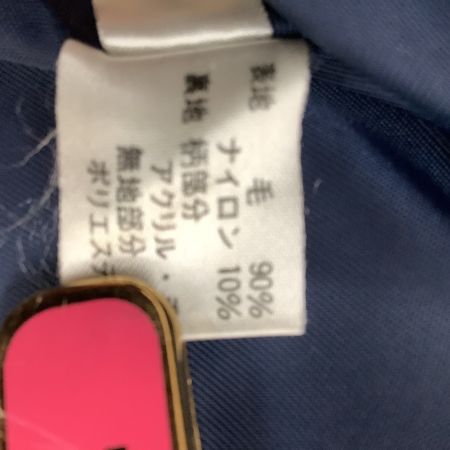 表地 毛 90%
ナイロン 10%
裏地 柄部分
アクリル・
無地部分
ポリエステ